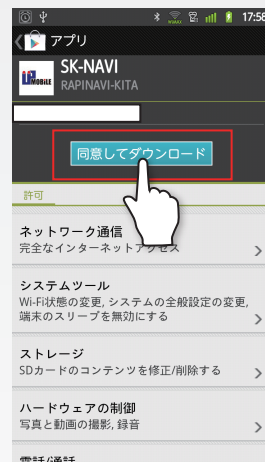 17:58
アプリ
SK-NAVI
RAPINAVI-KITA
同意してダウンロード
許可
ネットワーク通信
完全なインターネットアクセス
システムツール
Wi-Fi状態の変更, システムの全般設定の変更,
端末のスリープを無効にする
ストレージ
SDカードのコンテンツを修正/削除する
ハードウェアの制御
写真と動画の撮影, 録音
電話/通話